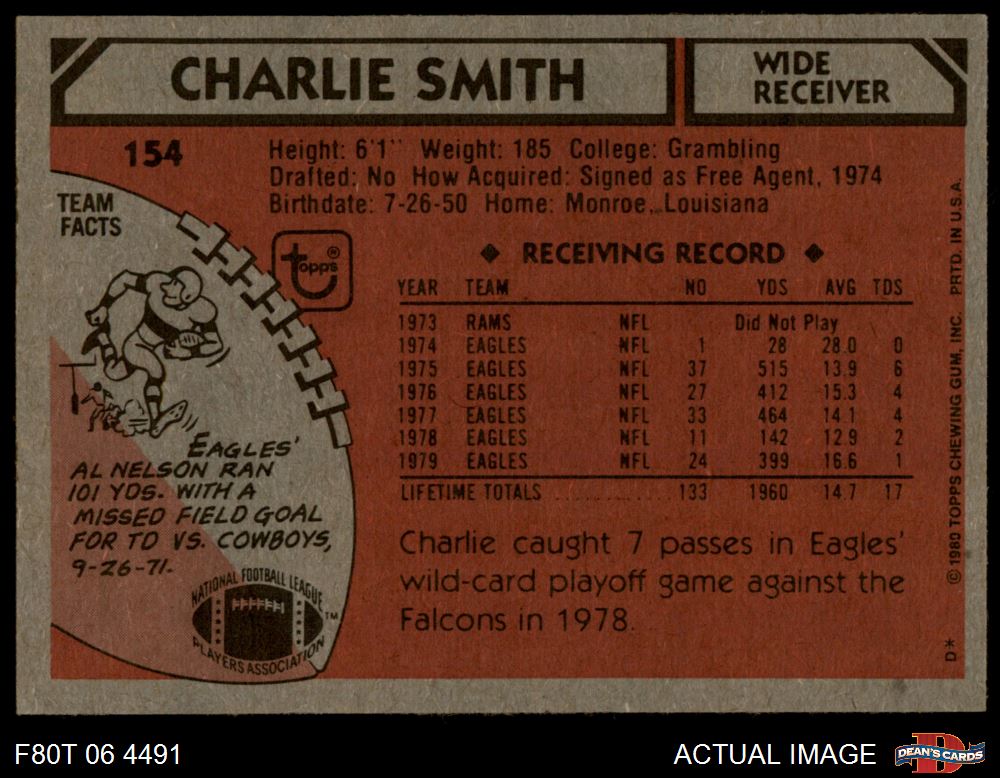 CHARLIE SMITH
WIDE
RECEIVER
154
Height: 6'1" Weight: 185 College: Grambling
Drafted: No How Acquired: Signed as Free Agent, 1974
Birthdate: 7-26-50 Home: Monroe, Louisiana
TEAM
FACTS
topps®
◆ RECEIVING RECORD ◆
YEAR TEAM NO YDS AVG TDS
1973 RAMS NFL Did Not Play
1974 EAGLES NFL 1 28 28.0 0
1975 EAGLES NFL 37 515 13.9 6
1976 EAGLES NFL 27 412 15.3 4
1977 EAGLES NFL 33 464 14.1 4
1978 EAGLES NFL 11 142 12.9 2
1979 EAGLES NFL 24 399 16.6 1
LIFETIME TOTALS 133 1960 14.7 17
EAGLES'
AL NELSON RAN
101 YDS. WITH A
MISSED FIELD GOAL
FOR TD VS. COWBOYS,
9-26-71.
NATIONAL FOOTBALL LEAGUE
PLAYERS ASSOCIATION
TM
Charlie caught 7 passes in Eagles'
wild-card playoff game against the
Falcons in 1978.
© 1980 TOPPS CHEWING GUM, INC. PRTD. IN U.S.A.
D*
F80T 06 4491
ACTUAL IMAGE
D
DEAN'S CARDS